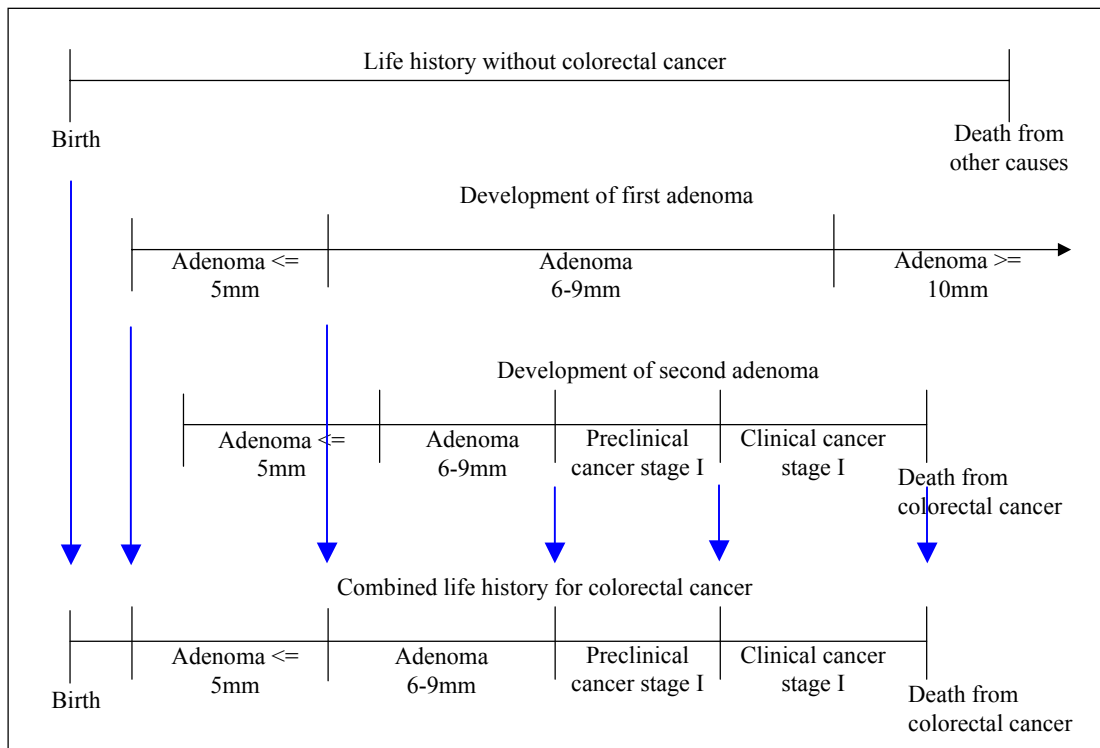 Life history without colorectal cancer
Birth
Death from
other causes
Development of first adenoma
Adenoma <=
5mm
Adenoma
6-9mm
Adenoma >=
10mm
Development of second adenoma
Adenoma <=
5mm
Adenoma
6-9mm
Preclinical
cancer stage I
Clinical cancer
stage I
Death from
colorectal cancer
Combined life history for colorectal cancer
Birth
Adenoma <=
5mm
Adenoma
6-9mm
Preclinical
cancer stage I
Clinical cancer
stage I
Death from
colorectal cancer